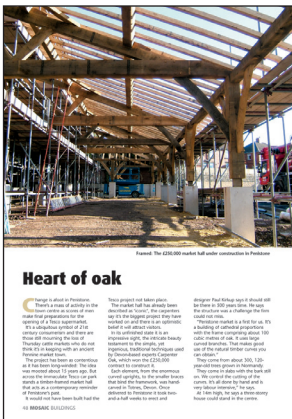 Framed: The £250,000 market hall under construction in Penistone
Heart of oak
Change is afoot in Penistone.
There's a mass of activity in the
town centre as scores of men
make final preparations for the
opening of a Tesco supermarket.
It's a ubiquitous symbol of 21st
century consumerism and there are
those still mourning the loss of
Thursday cattle markets who do not
think it's in keeping with an ancient
Pennine market town.
The project has been as contentious
as it has been long-winded. The idea
was mooted about 15 years ago. But
across the immediate Tesco car park
stands a timber-framed market hall
that acts as a contemporary reminder
of Penistone's past.
It would not have been built had the
Tesco project not taken place.
The market hall has already been
described as "iconic", the carpenters
say it's the biggest project they have
worked on and there is an optimistic
belief it will attract visitors.
In its unfinished state it is an
impressive sight, the intricate beauty
testament to the simple, yet
ingenious, traditional techniques used
by Oxnonbased experts Carpenter
Oak, which won the £250,000
contract to construct it.
Each element, from the enormous
curved uprights to the smaller braces
that bind the framework, was hand-
carved in Totnes, Devon. Once
delivered to Penistone it took two-
and-a-half weeks to erect and
designer Paul Kirkup says it should still
be there in 300 years time. He says
the structure was a challenge the firm
could not miss.
"Penistone market is a first for us. It's
a building of cathedral proportions
with the frame comprising about 100
cubic metres of oak. It uses large
curved branches. That makes good
use of the natural timber curves you
can obtain."
They come from about 300, 120-
year-old trees grown in Normandy.
They come in slabs with the bark still
on. We control the conversion into
curves. It's all done by hand and is
very labour intensive," he says.
At 14m high, for says a three-storey
house could stand in the centre.
48 MOSAIC BUILDINGS